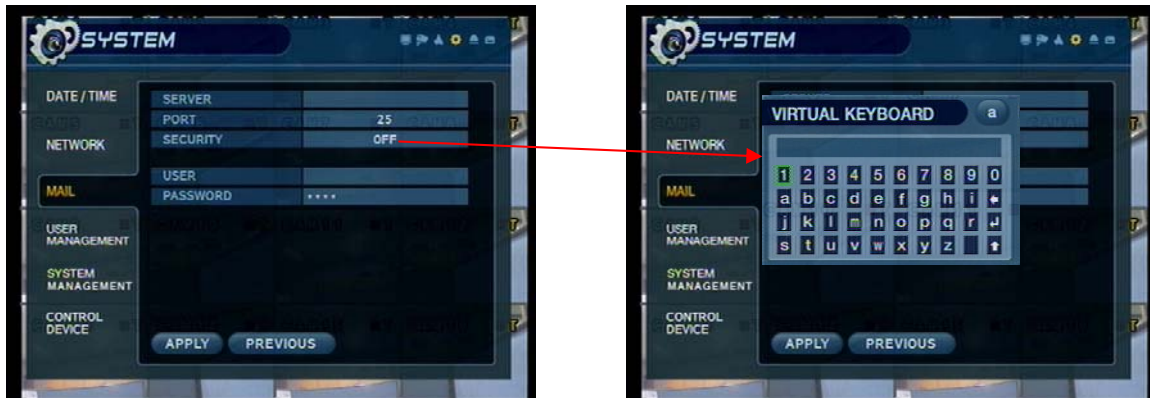 SYSTEM
DATE / TIME
NETWORK
MAIL
USER
MANAGEMENT
SYSTEM
MANAGEMENT
CONTROL
DEVICE
SERVER
PORT 25
SECURITY OFF
USER
PASSWORD ••••
APPLY PREVIOUS
SYSTEM
DATE / TIME
NETWORK
MAIL
USER
MANAGEMENT
SYSTEM
MANAGEMENT
CONTROL
DEVICE
VIRTUAL KEYBOARD a
1 2 3 4 5 6 7 8 9 0
a b c d e f g h i
j k l m n o p q r
s t u v w x y z
APPLY PREVIOUS